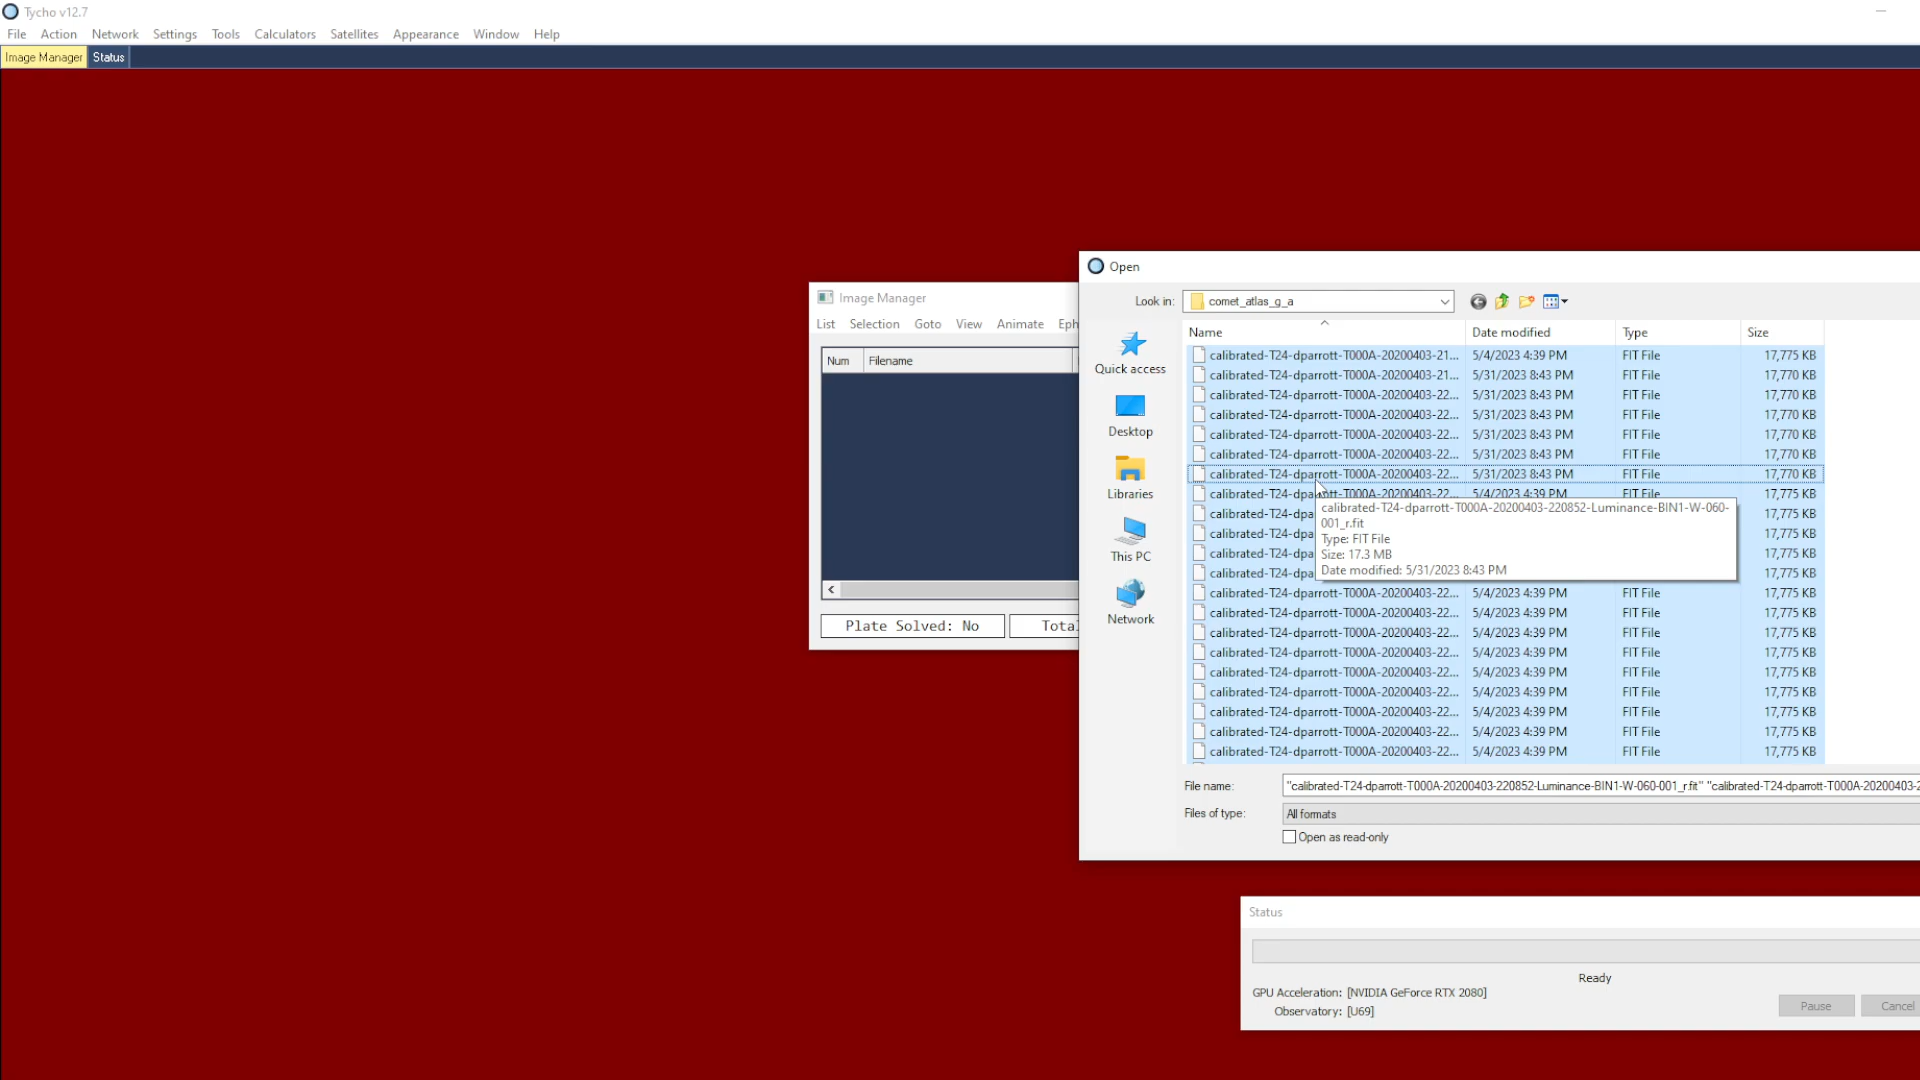 Tycho v12.7
File Action Network Settings Tools Calculators Satellites Appearance Window Help
Image Manager Status
Open
Look in: comet_atlas_g_a
Image Manager
List Selection Goto View Animate Eph
Num Filename
Plate Solved: No Total
Quick access
Desktop
Libraries
This PC
Network
Name Date modified Type Size
calibrated-T24-dparrott-T000A-20200403-21... 5/4/2023 4:39 PM FIT File 17,775 KB
calibrated-T24-dparrott-T000A-20200403-21... 5/31/2023 8:43 PM FIT File 17,770 KB
calibrated-T24-dparrott-T000A-20200403-22... 5/31/2023 8:43 PM FIT File 17,770 KB
calibrated-T24-dparrott-T000A-20200403-22... 5/31/2023 8:43 PM FIT File 17,770 KB
calibrated-T24-dparrott-T000A-20200403-22... 5/31/2023 8:43 PM FIT File 17,770 KB
calibrated-T24-dparrott-T000A-20200403-22... 5/31/2023 8:43 PM FIT File 17,770 KB
calibrated-T24-dparrott-T000A-20200403-22... 5/31/2023 8:43 PM FIT File 17,770 KB
calibrated-T24-dparrott-T000A-20200403-22... 5/4/2023 4:39 PM FIT File 17,775 KB
calibrated-T24-dpa 17,775 KB
calibrated-T24-dpa 17,775 KB
calibrated-T24-dpa 17,775 KB
calibrated-T24-dpa 17,775 KB
calibrated-T24-dparrott-T000A-20200403-220852-Luminance-BIN1-W-060-
001_r.fit
Type: FIT File
Size: 17.3 MB
Date modified: 5/31/2023 8:43 PM
calibrated-T24-dparrott-T000A-20200403-22... 5/4/2023 4:39 PM FIT File 17,775 KB
calibrated-T24-dparrott-T000A-20200403-22... 5/4/2023 4:39 PM FIT File 17,775 KB
calibrated-T24-dparrott-T000A-20200403-22... 5/4/2023 4:39 PM FIT File 17,775 KB
calibrated-T24-dparrott-T000A-20200403-22... 5/4/2023 4:39 PM FIT File 17,775 KB
calibrated-T24-dparrott-T000A-20200403-22... 5/4/2023 4:39 PM FIT File 17,775 KB
calibrated-T24-dparrott-T000A-20200403-22... 5/4/2023 4:39 PM FIT File 17,775 KB
calibrated-T24-dparrott-T000A-20200403-22... 5/4/2023 4:39 PM FIT File 17,775 KB
calibrated-T24-dparrott-T000A-20200403-22... 5/4/2023 4:39 PM FIT File 17,775 KB
calibrated-T24-dparrott-T000A-20200403-22... 5/4/2023 4:39 PM FIT File 17,775 KB
File name: "calibrated-T24-dparrott-T000A-20200403-220852-Luminance-BIN1-W-060-001_r.fit" "calibrated-T24-dparrott-T000A-20200403-2
Files of type: All formats
Open as read-only
Status
Ready
GPU Acceleration: [NVIDIA GeForce RTX 2080]
Observatory: [U69]
Pause Cancel